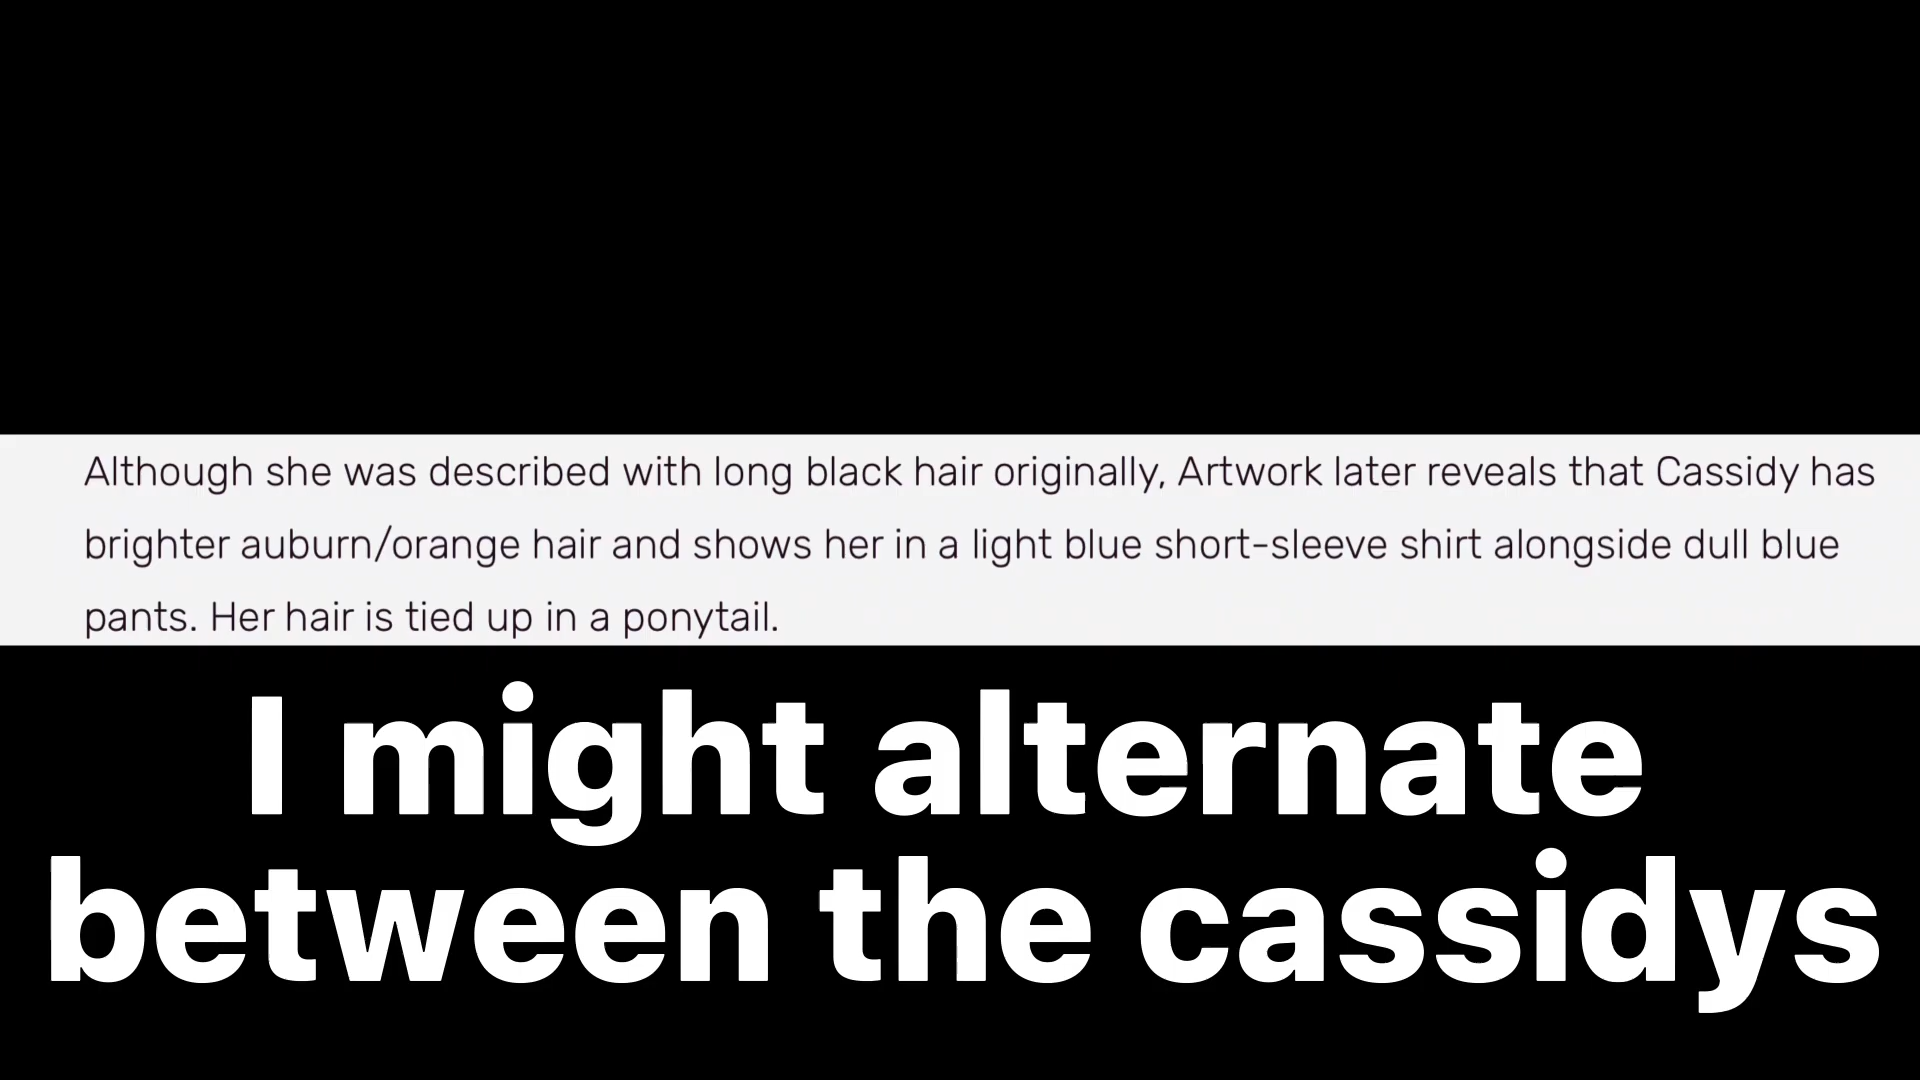 Although she was described with long black hair originally, Artwork later reveals that Cassidy has
brighter auburn/orange hair and shows her in a light blue short-sleeve shirt alongside dull blue
pants. Her hair is tied up in a ponytail.
I might alternate
between the cassidys